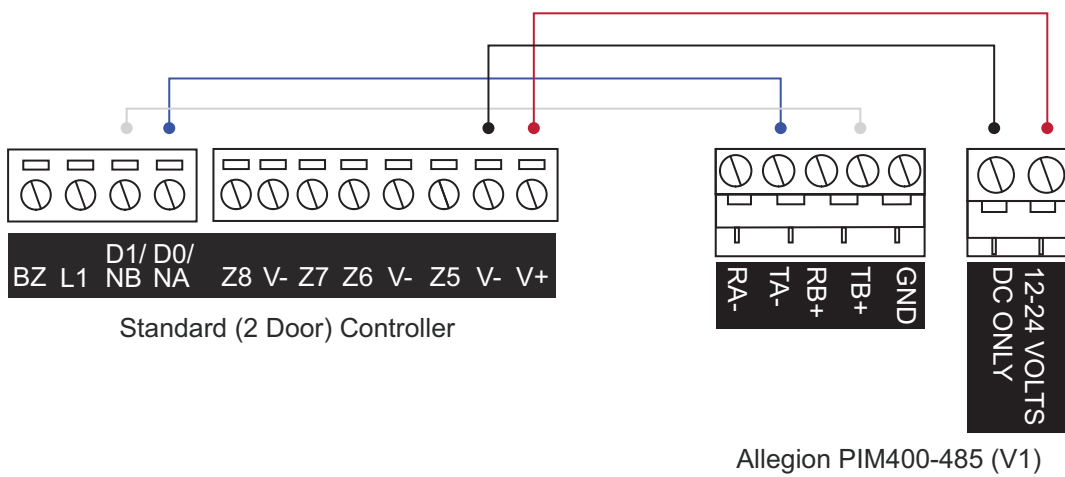 D1/ D0/
BZ L1 NB NA Z8 V- Z7 Z6 V- Z5 V- V+
Standard (2 Door) Controller
RA-
TA-
RB+
TB+
GND
12-24 VOLTS
DC ONLY
Allegion PIM400-485 (V1)